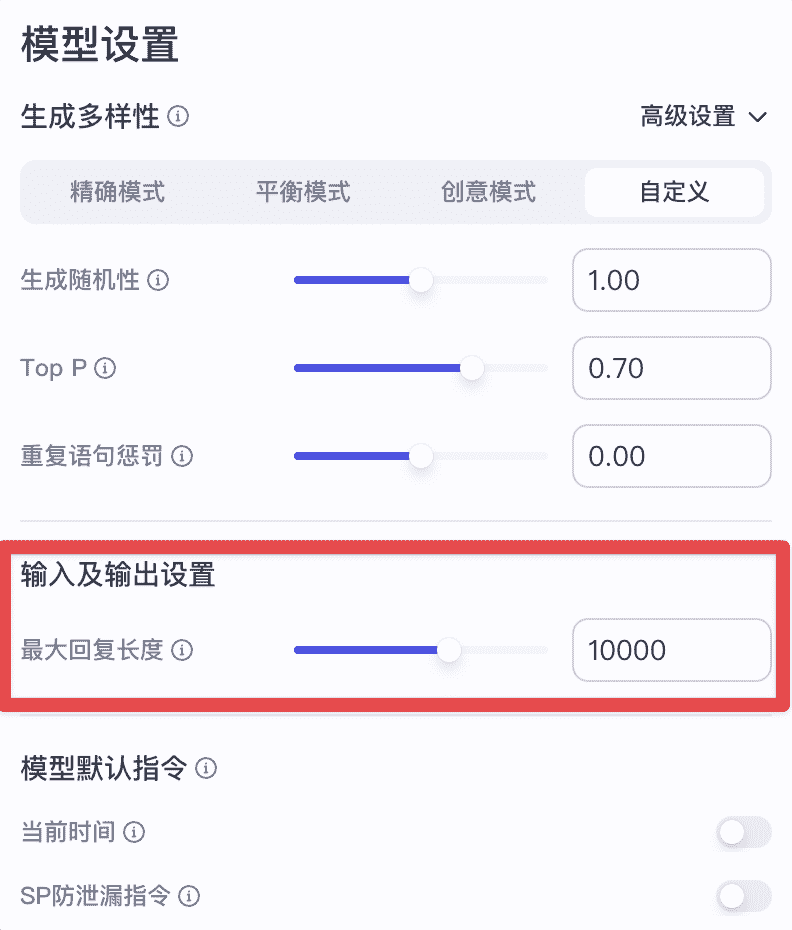 模型设置
生成多样性 高级设置
精确模式 平衡模式 创意模式 自定义
生成随机性 1.00
Top P 0.70
重复语句惩罚 0.00
输入及输出设置
最大回复长度 10000
模型默认指令
当前时间
SP防泄漏指令